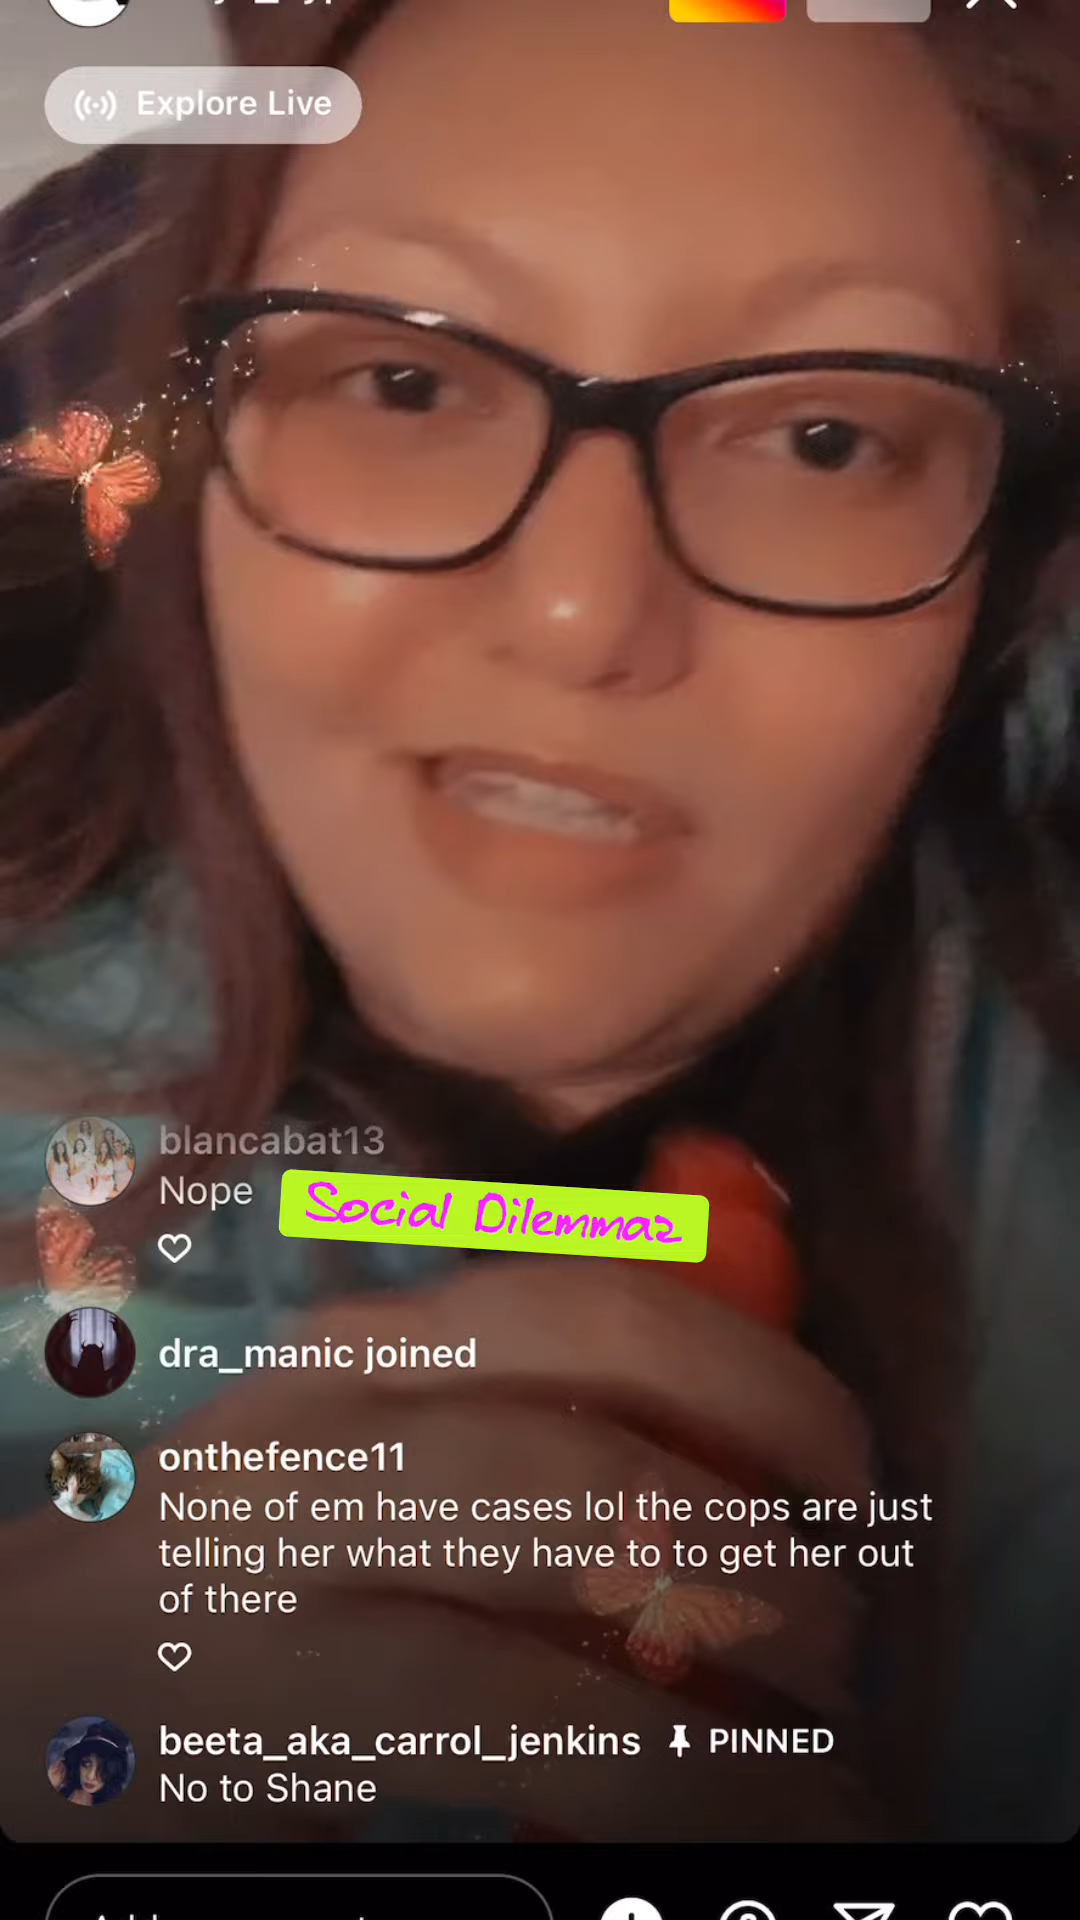 Explore Live
blancabat13
Nope
Social Dilemmaz
dra_manic joined
onthefence11
None of em have cases lol the cops are just
telling her what they have to to get her out
of there
beeta_aka_carrol_jenkins PINNED
No to Shane